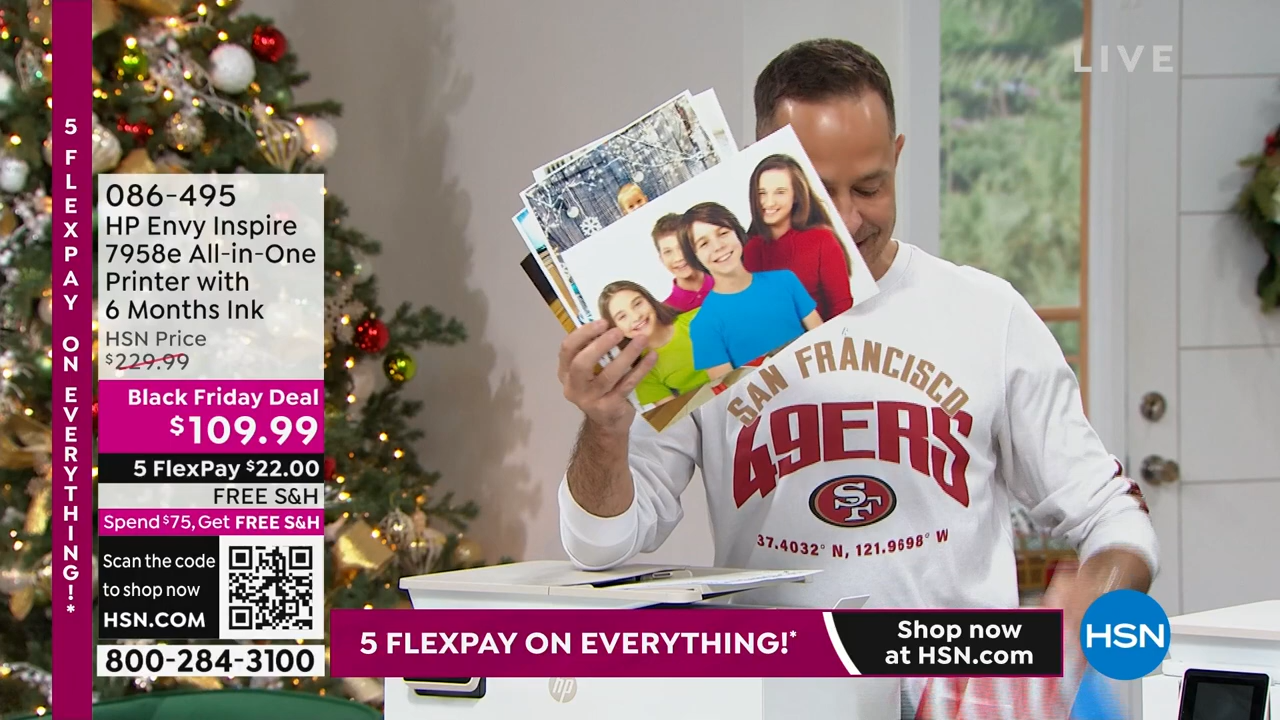 5 FLEXPAY ON EVERYTHING!*
LIVE
086-495
HP Envy Inspire
7958e All-in-One
Printer with
6 Months Ink
HSN Price
$229.99
Black Friday Deal
$109.99
5 FlexPay $22.00
FREE S&H
Spend $75, Get FREE S&H
Scan the code
to shop now
HSN.COM
800-284-3100
SAN FRANCISCO
49ERS
SF
37.4032° N, 121.9698° W
5 FLEXPAY ON EVERYTHING!*
Shop now
at HSN.com
HSN
hp